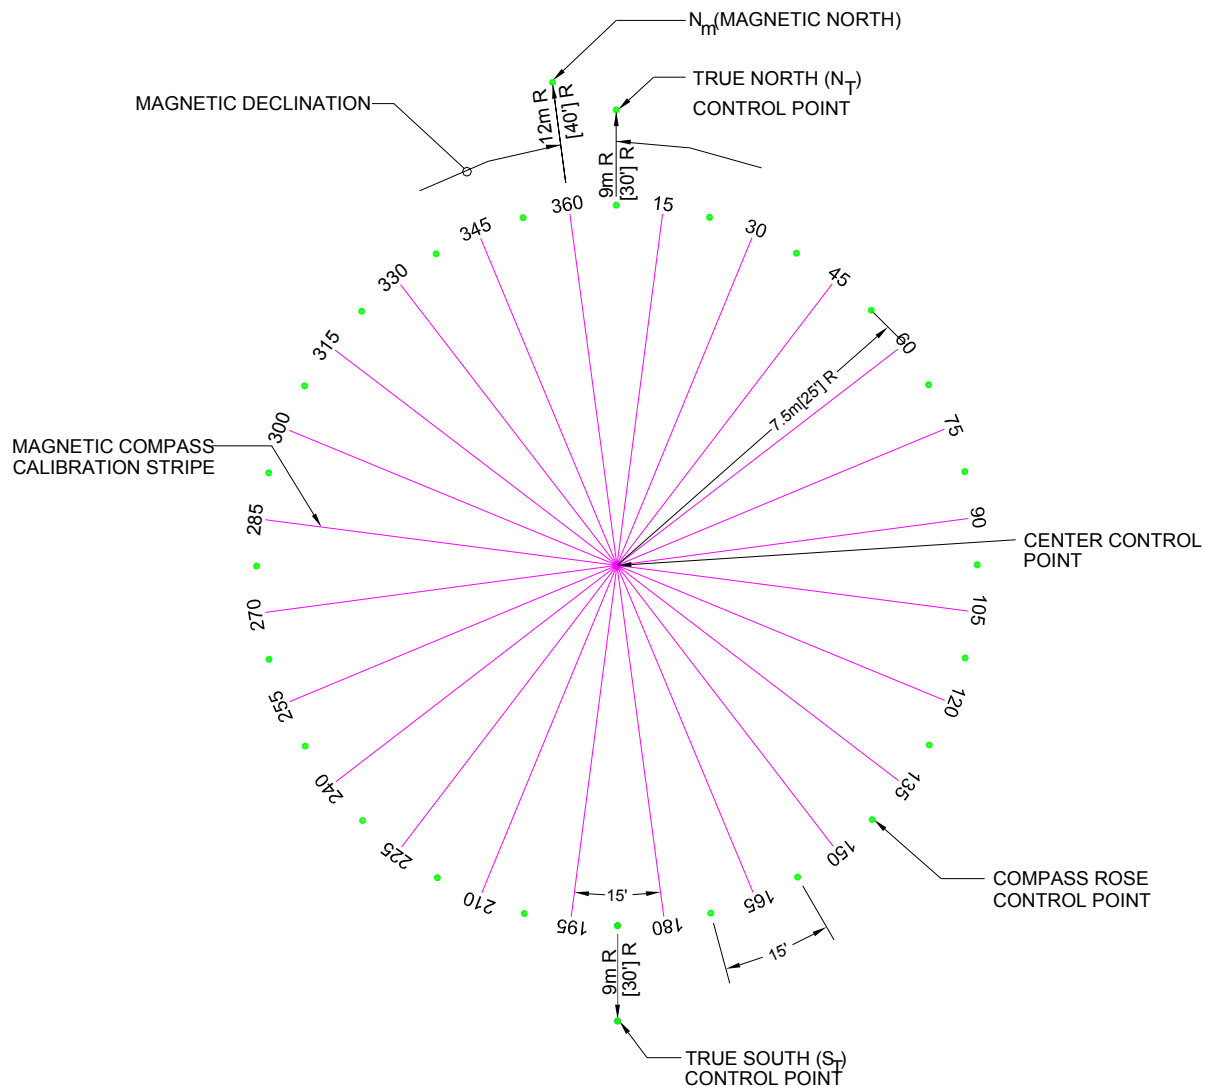 Nm(MAGNETIC NORTH)
TRUE NORTH (NT)
CONTROL POINT
MAGNETIC DECLINATION
12m R
[40'] R
9m R
[30'] R
360
15
30
45
60
75
90
105
120
135
150
165
180
195
210
225
240
255
270
285
300
315
330
345
7.5m[25'] R
MAGNETIC COMPASS
CALIBRATION STRIPE
CENTER CONTROL
POINT
COMPASS ROSE
CONTROL POINT
15'
15'
9m R
[30'] R
TRUE SOUTH (ST)
CONTROL POINT